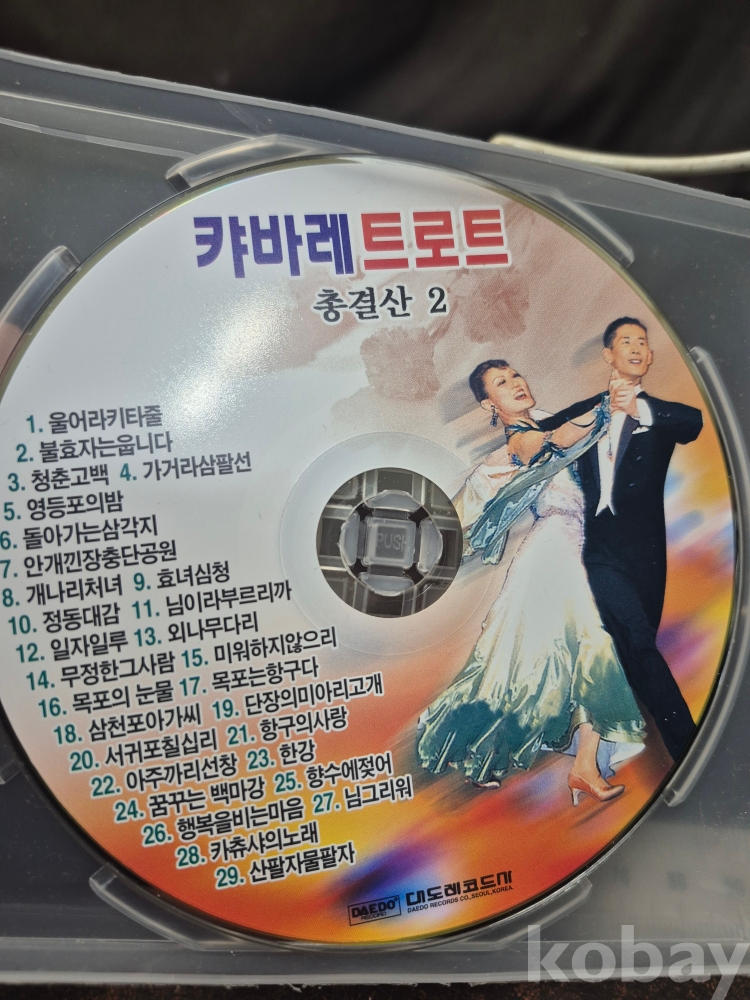 캬바레트로트
총결산 2
1. 울어라키타줄
2. 불효자는웁니다
3. 청춘고백 4. 가거라삼팔선
5. 영등포의밤
6. 돌아가는삼각지
7. 안개낀장충단공원
8. 개나리처녀 9. 효녀심청
10. 정동대감 11. 님이라부르리까
12. 일자일루 13. 외나무다리
14. 무정한그사람 15. 미워하지않으리
16. 목포의 눈물 17. 목포는항구다
18. 삼천포아가씨 19. 단장의미아리고개
20. 서귀포칠십리 21. 항구의사랑
22. 아주까리선창 23. 한강
24. 꿈꾸는 백마강 25. 향수에젖어
26. 행복을비는마음 27. 님그리워
28. 카츄샤의노래
29. 산팔자물팔자
PUSH
DAEDO
RECORD
대도레코드사
DAEDO RECORDS CO.,SEOUL,KOREA.
kobay